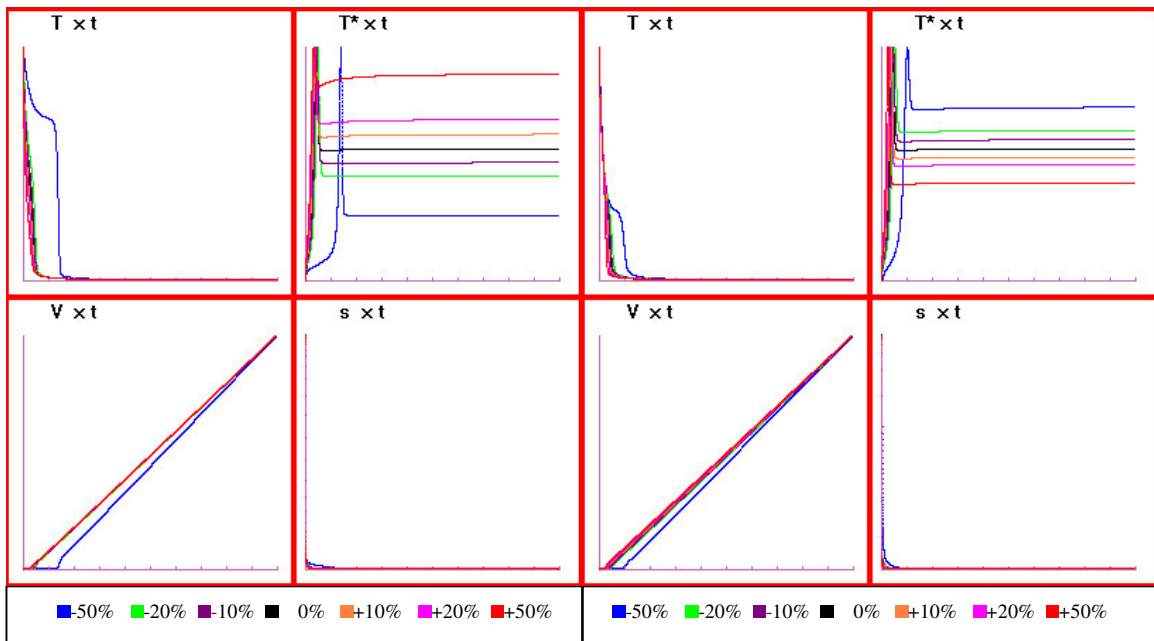 T × t T* × t T × t T* × t
V × t s × t V × t s × t
-50% -20% -10% 0% +10% +20% +50% -50% -20% -10% 0% +10% +20% +50%